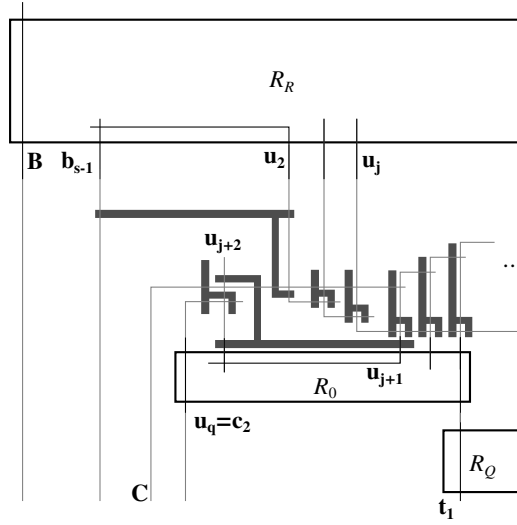 R_R
B b_{s-1} u_2 u_j
u_{j+2}
..
R_0 u_{j+1}
u_q=c_2
R_Q
C t_1